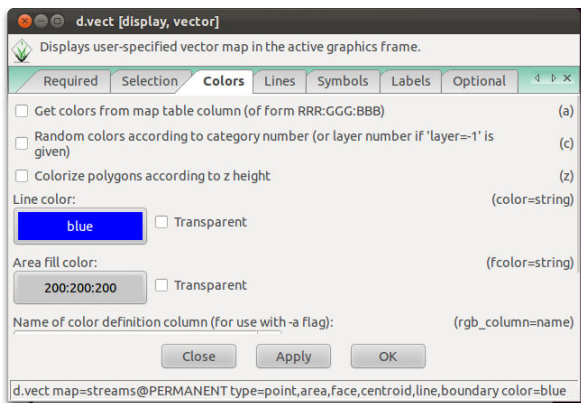 d.vect [display, vector]
Displays user-specified vector map in the active graphics frame.
Required Selection Colors Lines Symbols Labels Optional
Get colors from map table column (of form RRR:GGG:BBB) (a)
Random colors according to category number (or layer number if 'layer=-1' is
given) (c)
Colorize polygons according to z height (z)
Line color: (color=string)
blue Transparent
Area fill color: (fcolor=string)
200:200:200 Transparent
Name of color definition column (for use with -a flag): (rgb_column=name)
Close Apply OK
d.vect map=streams@PERMANENT type=point,area,face,centroid,line,boundary color=blue